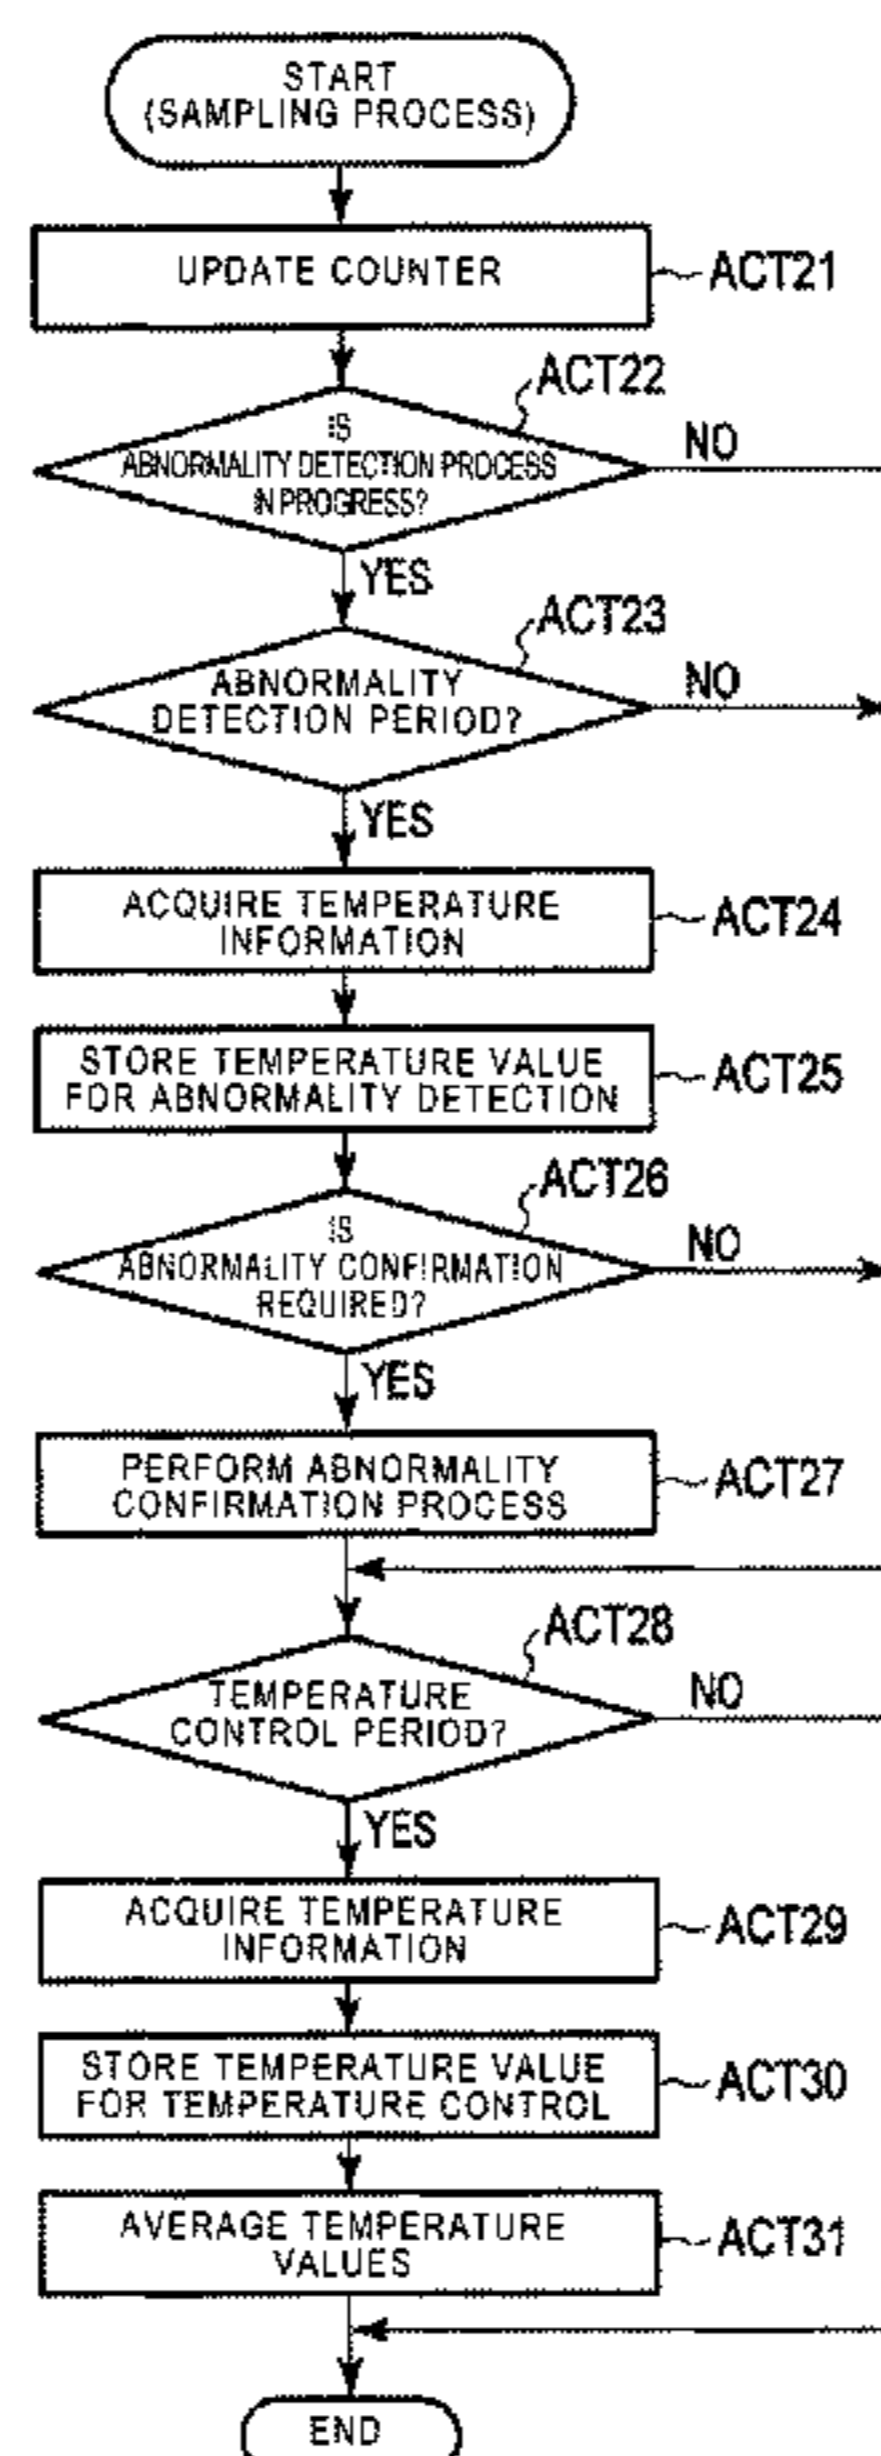 START
(SAMPLING PROCESS)
UPDATE COUNTER
ACT21
ACT22
IS
ABNORMALITY DETECTION PROCESS
IN PROGRESS?
NO
YES
ACT23
ABNORMALITY
DETECTION PERIOD?
NO
YES
ACQUIRE TEMPERATURE
INFORMATION
ACT24
STORE TEMPERATURE VALUE
FOR ABNORMALITY DETECTION
ACT25
ACT26
IS
ABNORMALITY CONFIRMATION
REQUIRED?
NO
YES
PERFORM ABNORMALITY
CONFIRMATION PROCESS
ACT27
ACT28
TEMPERATURE
CONTROL PERIOD?
NO
YES
ACQUIRE TEMPERATURE
INFORMATION
ACT29
STORE TEMPERATURE VALUE
FOR TEMPERATURE CONTROL
ACT30
AVERAGE TEMPERATURE
VALUES
ACT31
END